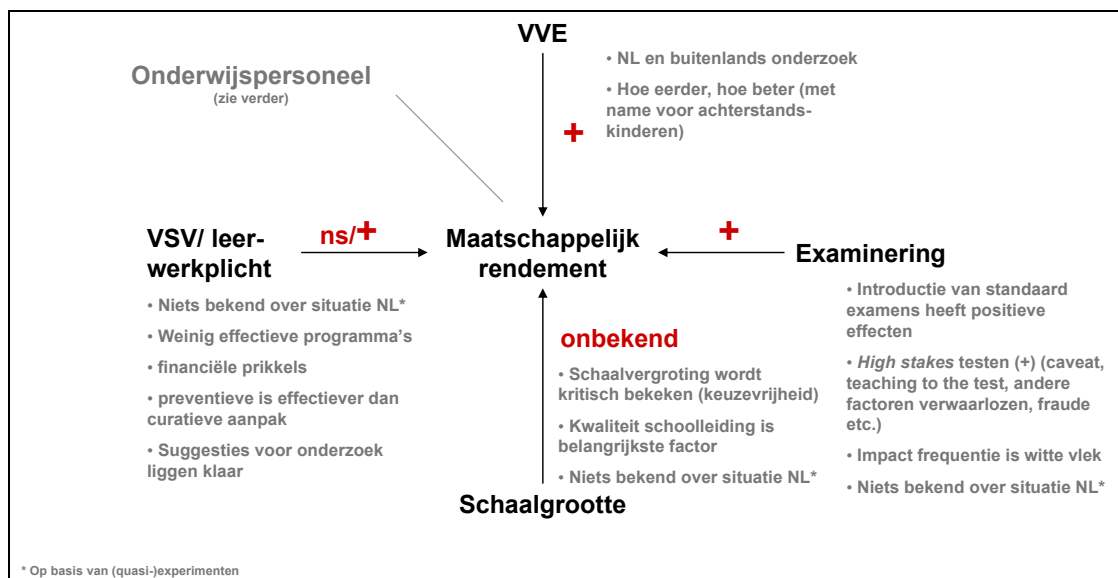 VVE
• NL en buitenlands onderzoek
• Hoe eerder, hoe beter (met
name voor achterstands-
kinderen)
+
Onderwijspersoneel
(zie verder)
VSV/ leer-
werkplicht
ns/+
Maatschappelijk
rendement
+
Examinering
• Niets bekend over situatie NL*
• Weinig effectieve programma’s
• financiële prikkels
• preventieve is effectiever dan
curatieve aanpak
• Suggesties voor onderzoek
liggen klaar
onbekend
• Schaalvergroting wordt
kritisch bekeken (keuzevrijheid)
• Kwaliteit schoolleiding is
belangrijkste factor
• Niets bekend over situatie NL*
Schaalgrootte
• Introductie van standaard
examens heeft positieve
effecten
• High stakes testen (+) (caveat,
teaching to the test, andere
factoren verwaarlozen, fraude
etc.)
• Impact frequentie is witte vlek
• Niets bekend over situatie NL*
* Op basis van (quasi-)experimenten